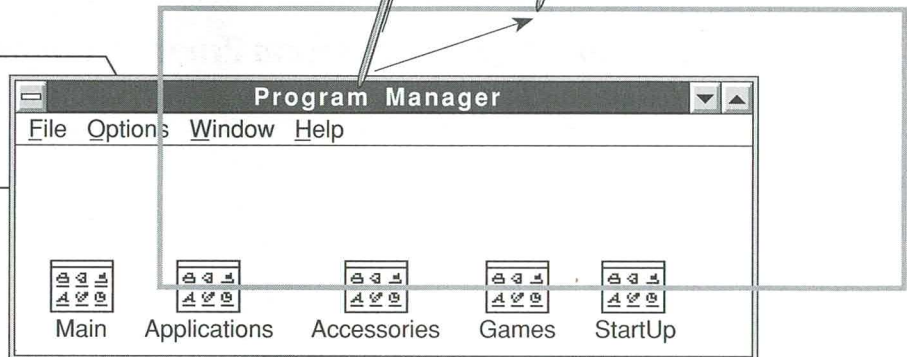 Program Manager
File Options Window Help
Main Applications Accessories Games StartUp